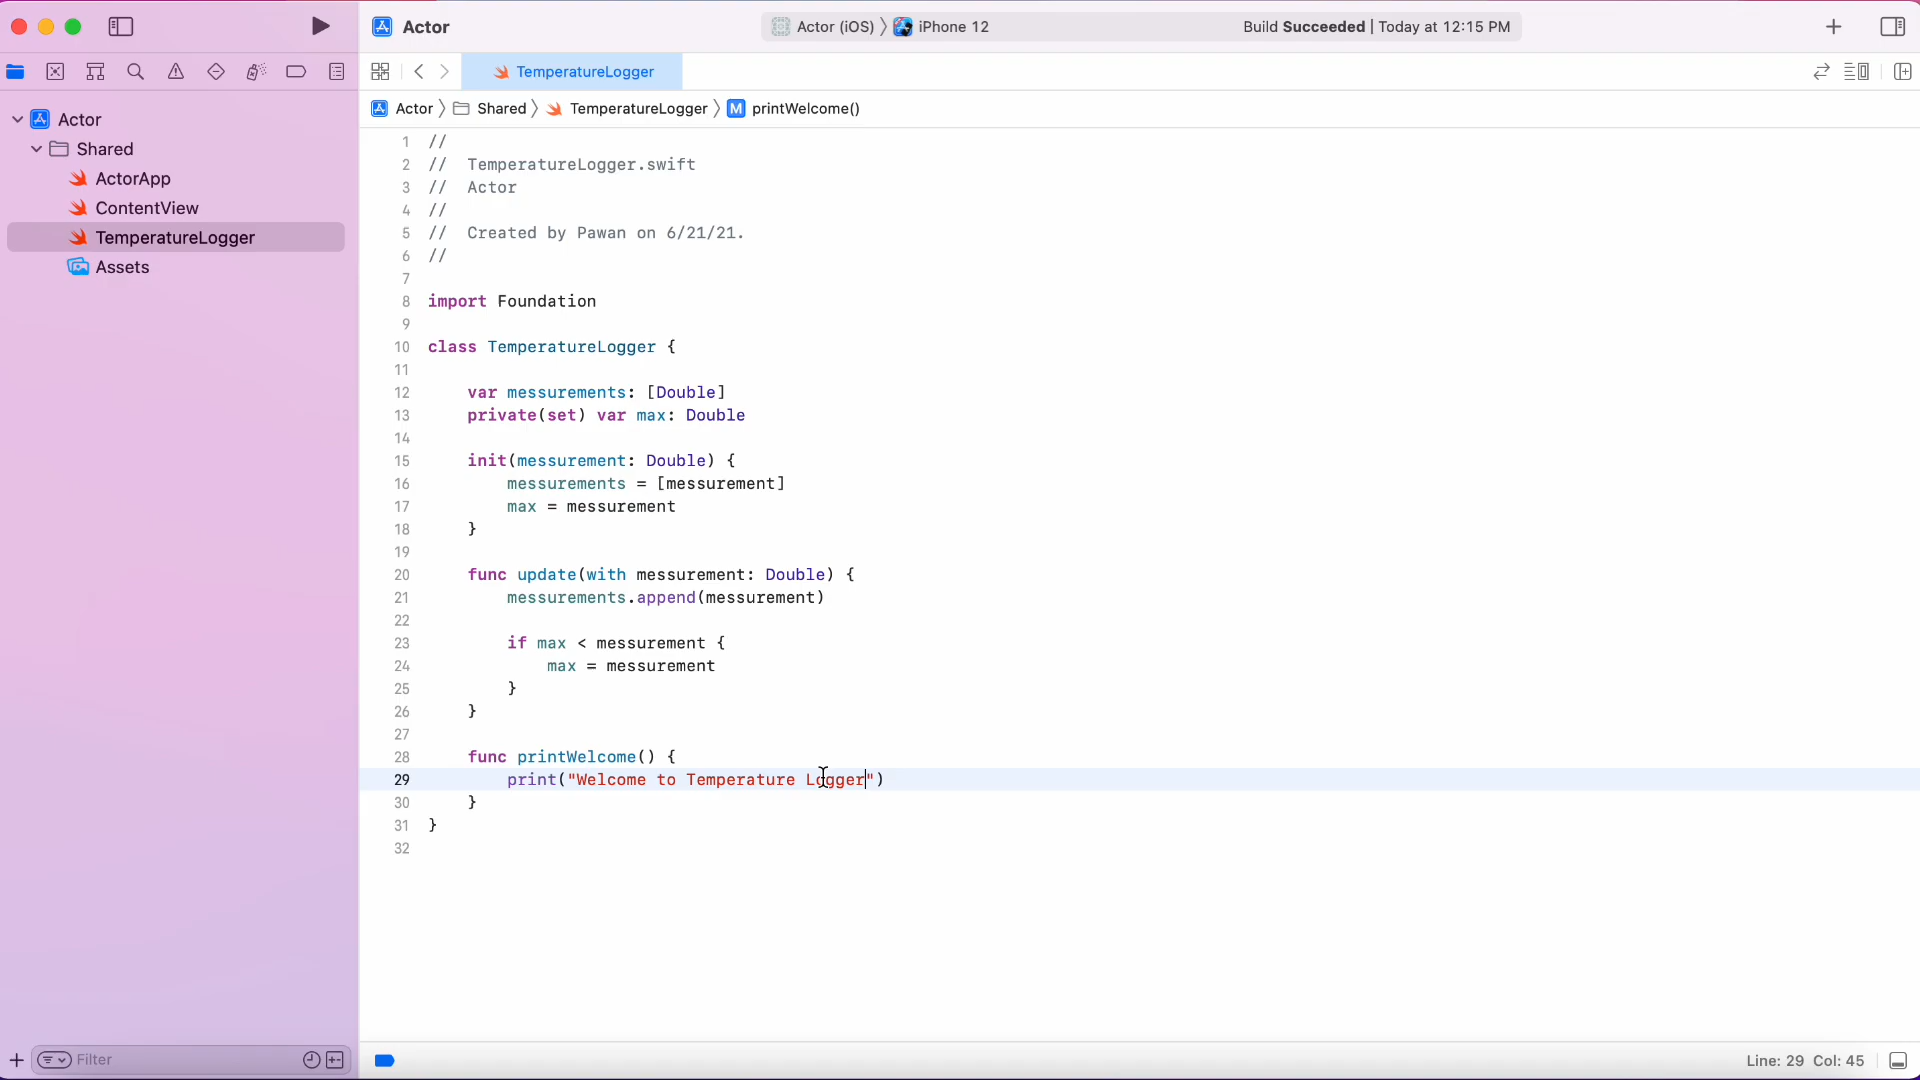 Actor
Actor (iOS) 〉 iPhone 12
Build Succeeded | Today at 12:15 PM
TemperatureLogger
Actor 〉 Shared 〉 TemperatureLogger 〉 M printWelcome()
Actor
Shared
ActorApp
ContentView
TemperatureLogger
Assets
1 //
2 //  TemperatureLogger.swift
3 //  Actor
4 //
5 //  Created by Pawan on 6/21/21.
6 //
7
8 import Foundation
9
10 class TemperatureLogger {
11
12     var messurements: [Double]
13     private(set) var max: Double
14
15     init(messurement: Double) {
16         messurements = [messurement]
17         max = messurement
18     }
19
20     func update(with messurement: Double) {
21         messurements.append(messurement)
22
23         if max < messurement {
24             max = messurement
25         }
26     }
27
28     func printWelcome() {
29         print("Welcome to Temperature Logger")
30     }
31 }
32
Filter
Line: 29  Col: 45